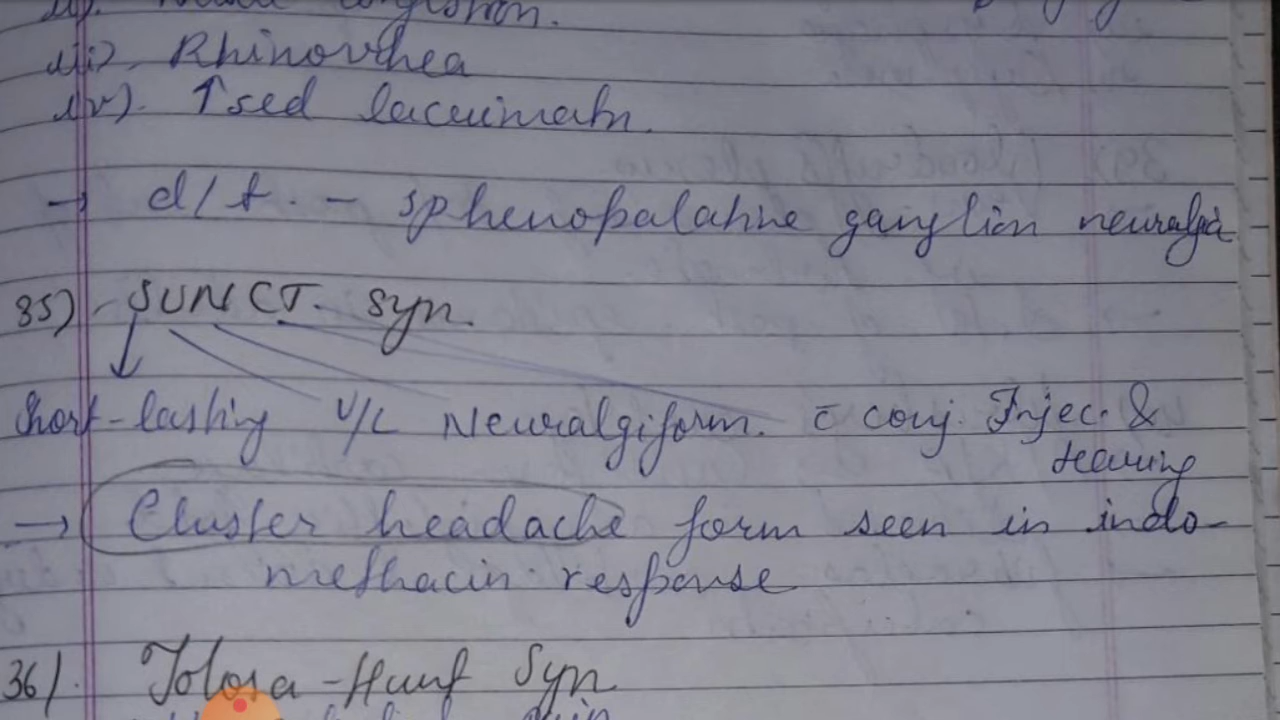 congestion.
iii). Rhinorrhea
iv). ↑sed lacrimatn.
→ d/t. - sphenopalatine ganglion neuralgia
35) SUNCT. Syn.
Short-lasting U/L Neuralgiform. c̄ conj. Injec. &
tearing
→ Cluster headache form seen in indo-
methacin response
36). Tolosa-Hunt Syn.